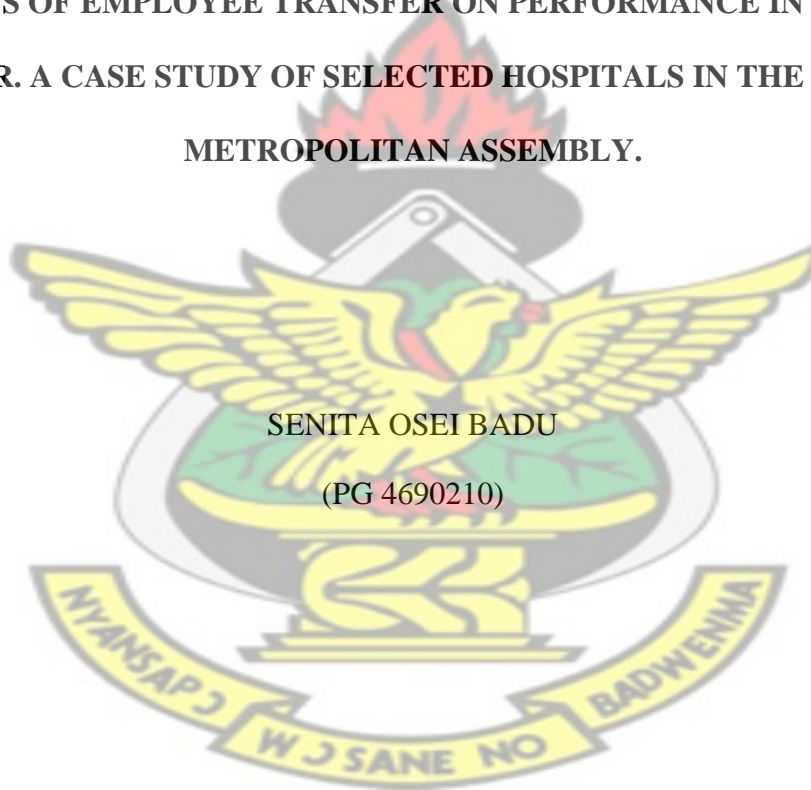 S OF EMPLOYEE TRANSFER ON PERFORMANCE IN
R. A CASE STUDY OF SELECTED HOSPITALS IN THE
METROPOLITAN ASSEMBLY.
SENITA OSEI BADU
(PG 4690210)
NYANSAPƆ
WƆSANE NO
BADWENMA